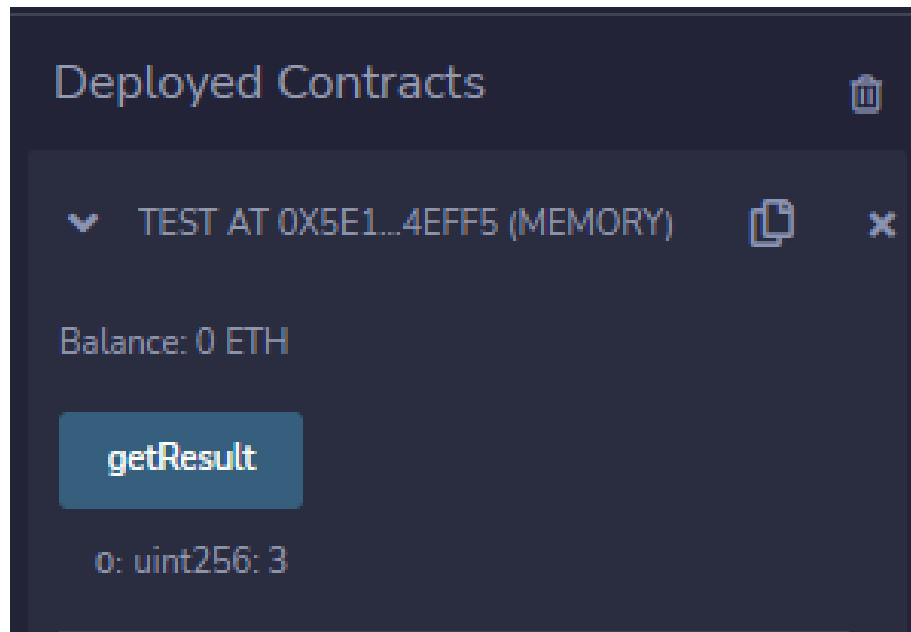 Deployed Contracts
TEST AT 0X5E1...4EFF5 (MEMORY)
Balance: 0 ETH
getResult
0: uint256: 3